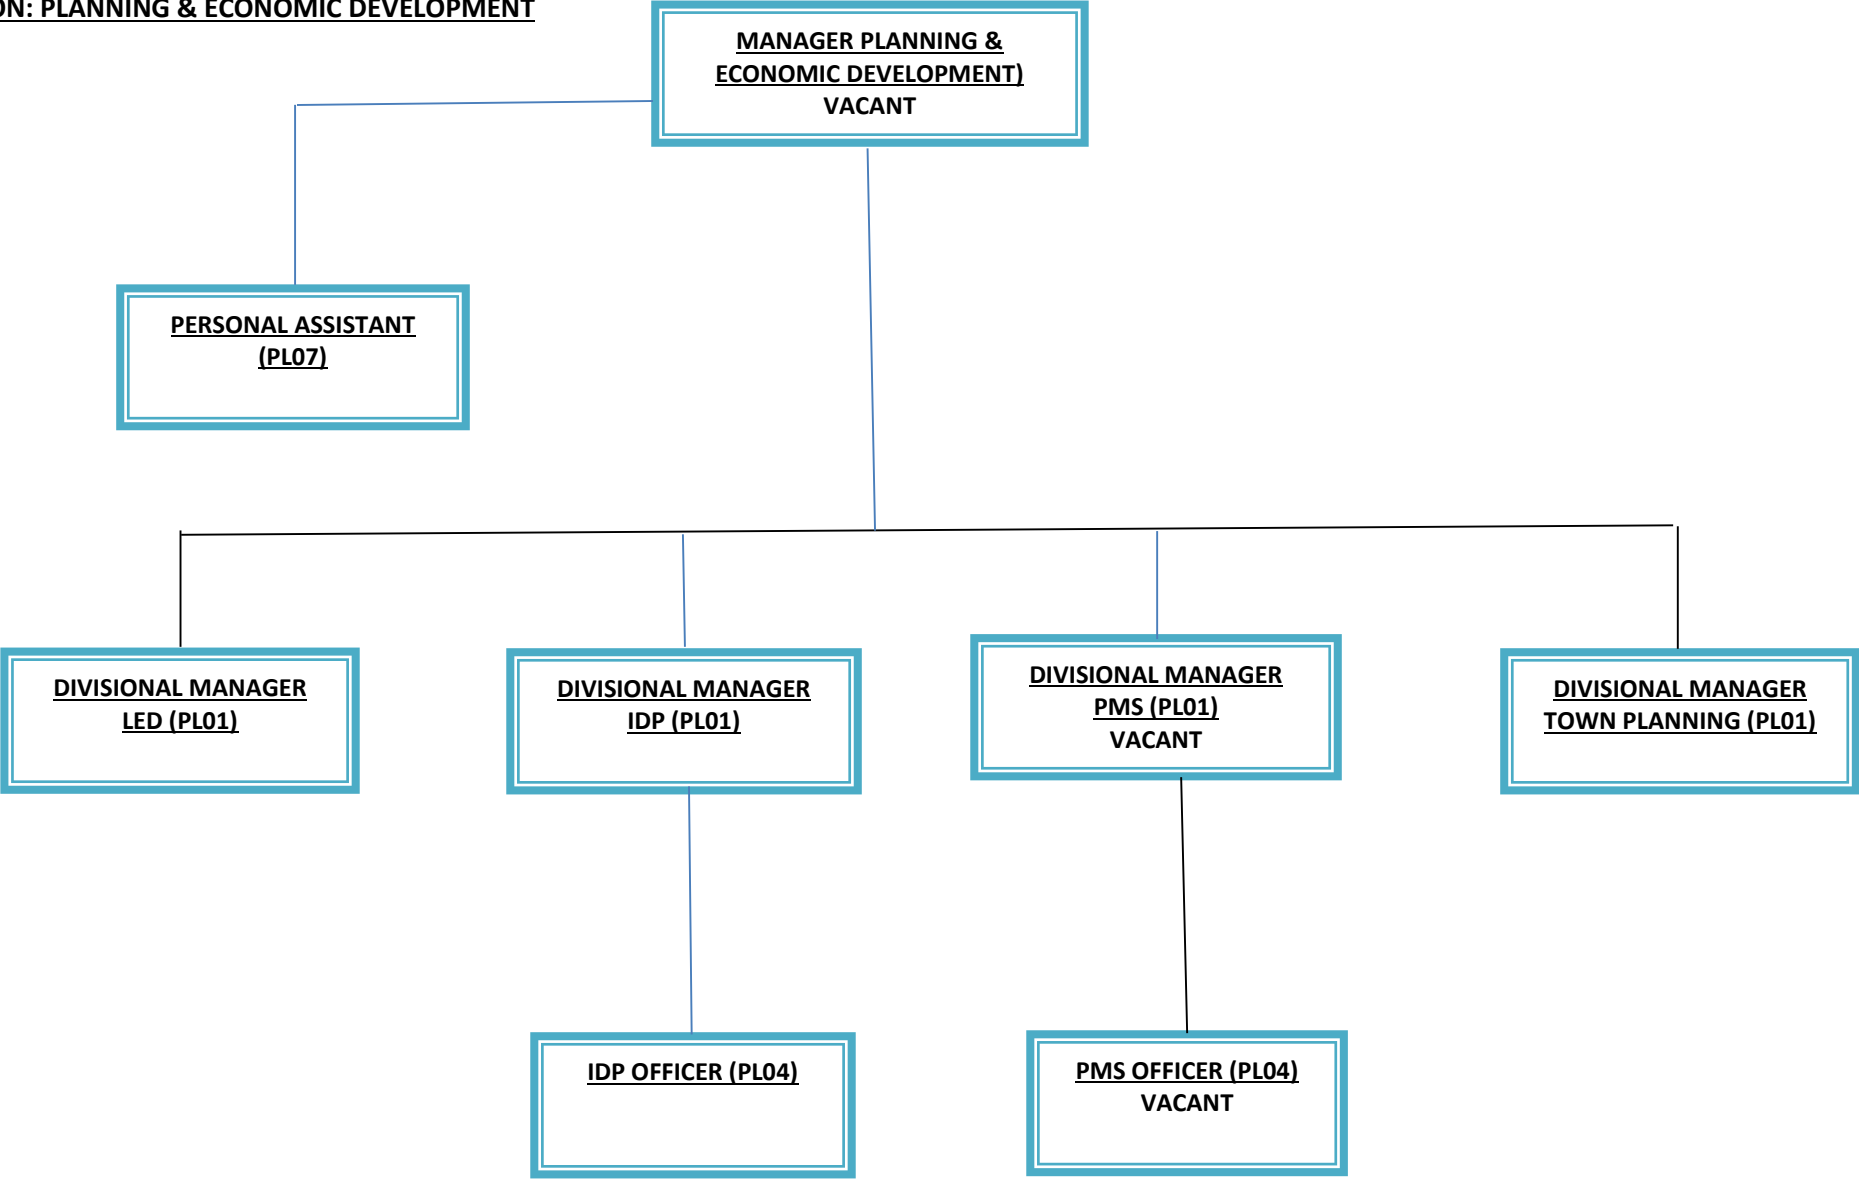 ON: PLANNING & ECONOMIC DEVELOPMENT
MANAGER PLANNING &
ECONOMIC DEVELOPMENT)
VACANT
PERSONAL ASSISTANT
(PL07)
DIVISIONAL MANAGER
LED (PL01)
DIVISIONAL MANAGER
IDP (PL01)
DIVISIONAL MANAGER
PMS (PL01)
VACANT
DIVISIONAL MANAGER
TOWN PLANNING (PL01)
IDP OFFICER (PL04)
PMS OFFICER (PL04)
VACANT